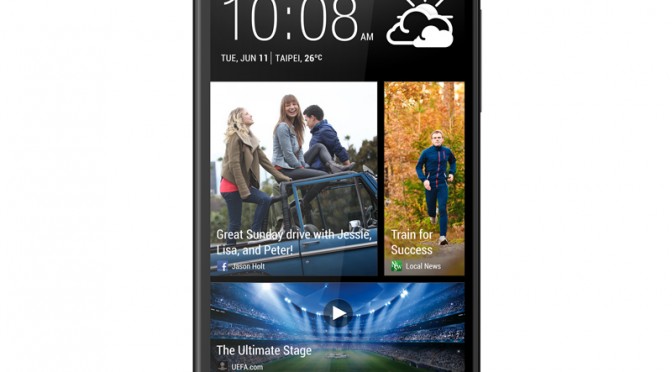 10:08 AM
TUE, JUN 11 | TAIPEI, 26°C
Great Sunday drive with Jessie,
Lisa, and Peter!
f Jason Holt
Train for
Success
Local News
The Ultimate Stage
UEFA.com